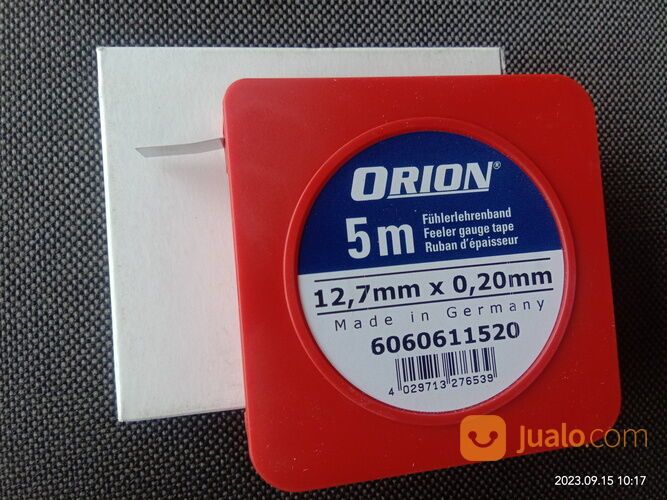 ORION®
5m
Fühlerlehrenband
Feeler gauge tape
Ruban d'épaisseur
12,7mm x 0,20mm
Made in Germany
6060611520
4 029713 276539
Jualo.com
2023.09.15 10:17